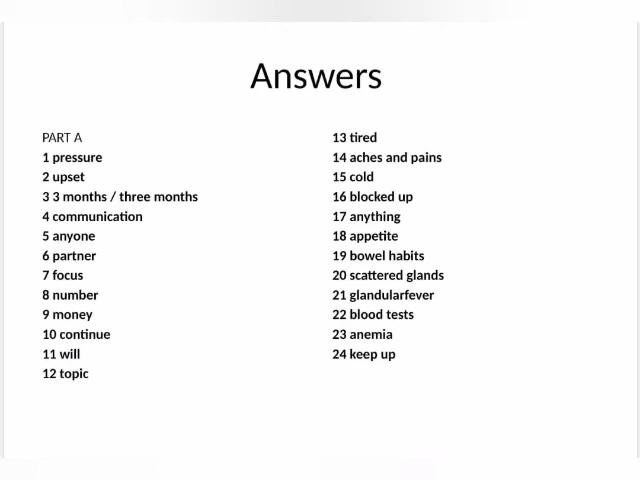 Answers
PART A
1 pressure
2 upset
3 3 months / three months
4 communication
5 anyone
6 partner
7 focus
8 number
9 money
10 continue
11 will
12 topic
13 tired
14 aches and pains
15 cold
16 blocked up
17 anything
18 appetite
19 bowel habits
20 scattered glands
21 glandularfever
22 blood tests
23 anemia
24 keep up